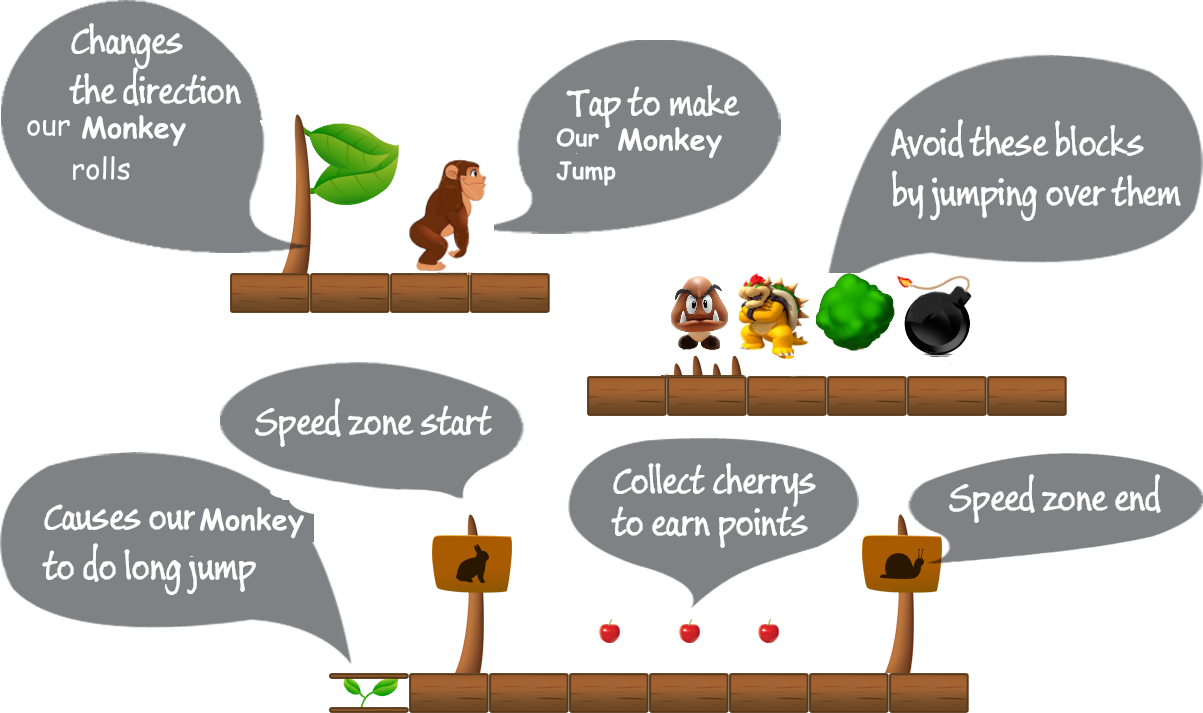 Changes
the direction
our Monkey
rolls
Tap to make
Our Monkey
Jump
Avoid these blocks
by jumping over them
Speed zone start
Causes our Monkey
to do long jump
Collect cherrys
to earn points
Speed zone end